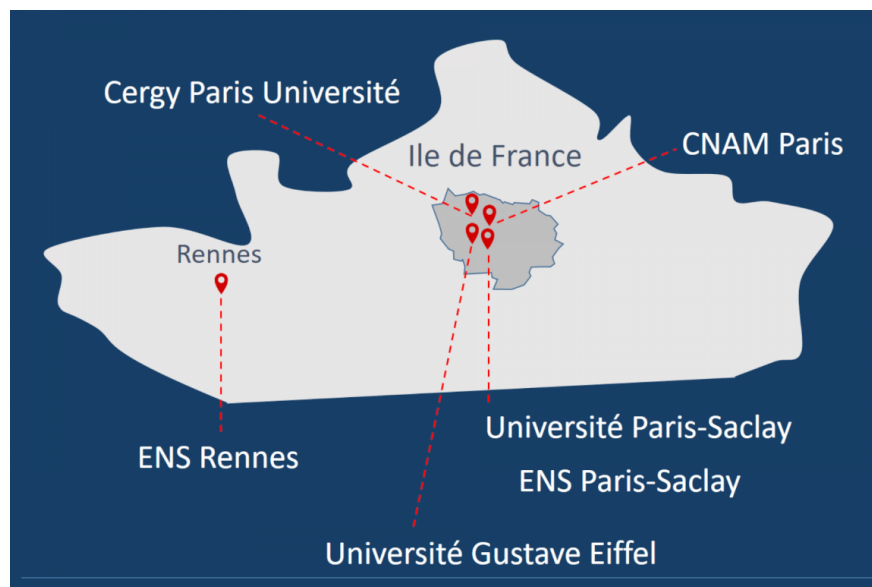 Cergy Paris Université
CNAM Paris
Ile de France
Rennes
Université Paris-Saclay
ENS Rennes
ENS Paris-Saclay
Université Gustave Eiffel